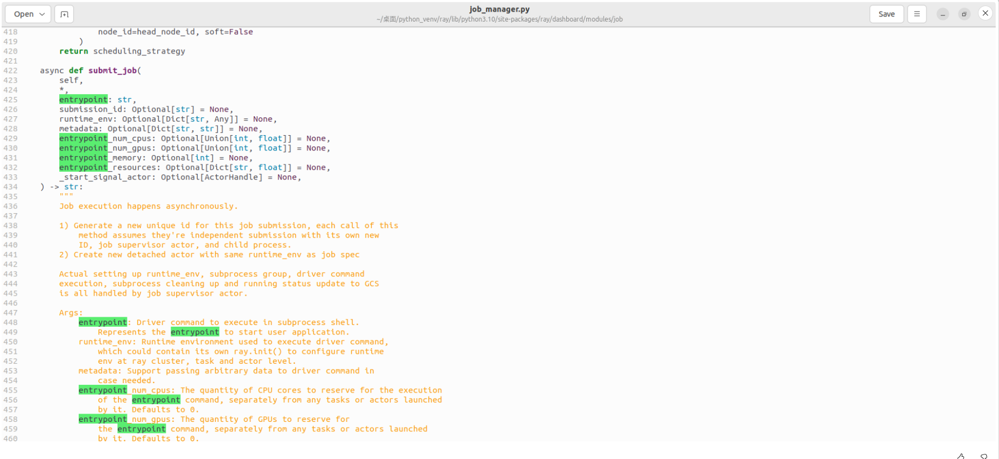 Open
job_manager.py
~/桌面/python_venv/ray/lib/python3.10/site-packages/ray/dashboard/modules/job
Save
418                 node_id=head_node_id, soft=False
419             )
420         return scheduling_strategy
421
422     async def submit_job(
423         self,
424         *,
425         entrypoint: str,
426         submission_id: Optional[str] = None,
427         runtime_env: Optional[Dict[str, Any]] = None,
428         metadata: Optional[Dict[str, str]] = None,
429         entrypoint_num_cpus: Optional[Union[int, float]] = None,
430         entrypoint_num_gpus: Optional[Union[int, float]] = None,
431         entrypoint_memory: Optional[int] = None,
432         entrypoint_resources: Optional[Dict[str, float]] = None,
433         _start_signal_actor: Optional[ActorHandle] = None,
434     ) -> str:
435         """
436         Job execution happens asynchronously.
437
438         1) Generate a new unique id for this job submission, each call of this
439             method assumes they're independent submission with its own new
440             ID, job supervisor actor, and child process.
441         2) Create new detached actor with same runtime_env as job spec
442
443         Actual setting up runtime_env, subprocess group, driver command
444         execution, subprocess cleaning up and running status update to GCS
445         is all handled by job supervisor actor.
446
447         Args:
448             entrypoint: Driver command to execute in subprocess shell.
449                 Represents the entrypoint to start user application.
450             runtime_env: Runtime environment used to execute driver command,
451                 which could contain its own ray.init() to configure runtime
452                 env at ray cluster, task and actor level.
453             metadata: Support passing arbitrary data to driver command in
454                 case needed.
455             entrypoint_num_cpus: The quantity of CPU cores to reserve for the execution
456                 of the entrypoint command, separately from any tasks or actors launched
457                 by it. Defaults to 0.
458             entrypoint_num_gpus: The quantity of GPUs to reserve for
459                 the entrypoint command, separately from any tasks or actors launched
460                 by it. Defaults to 0.